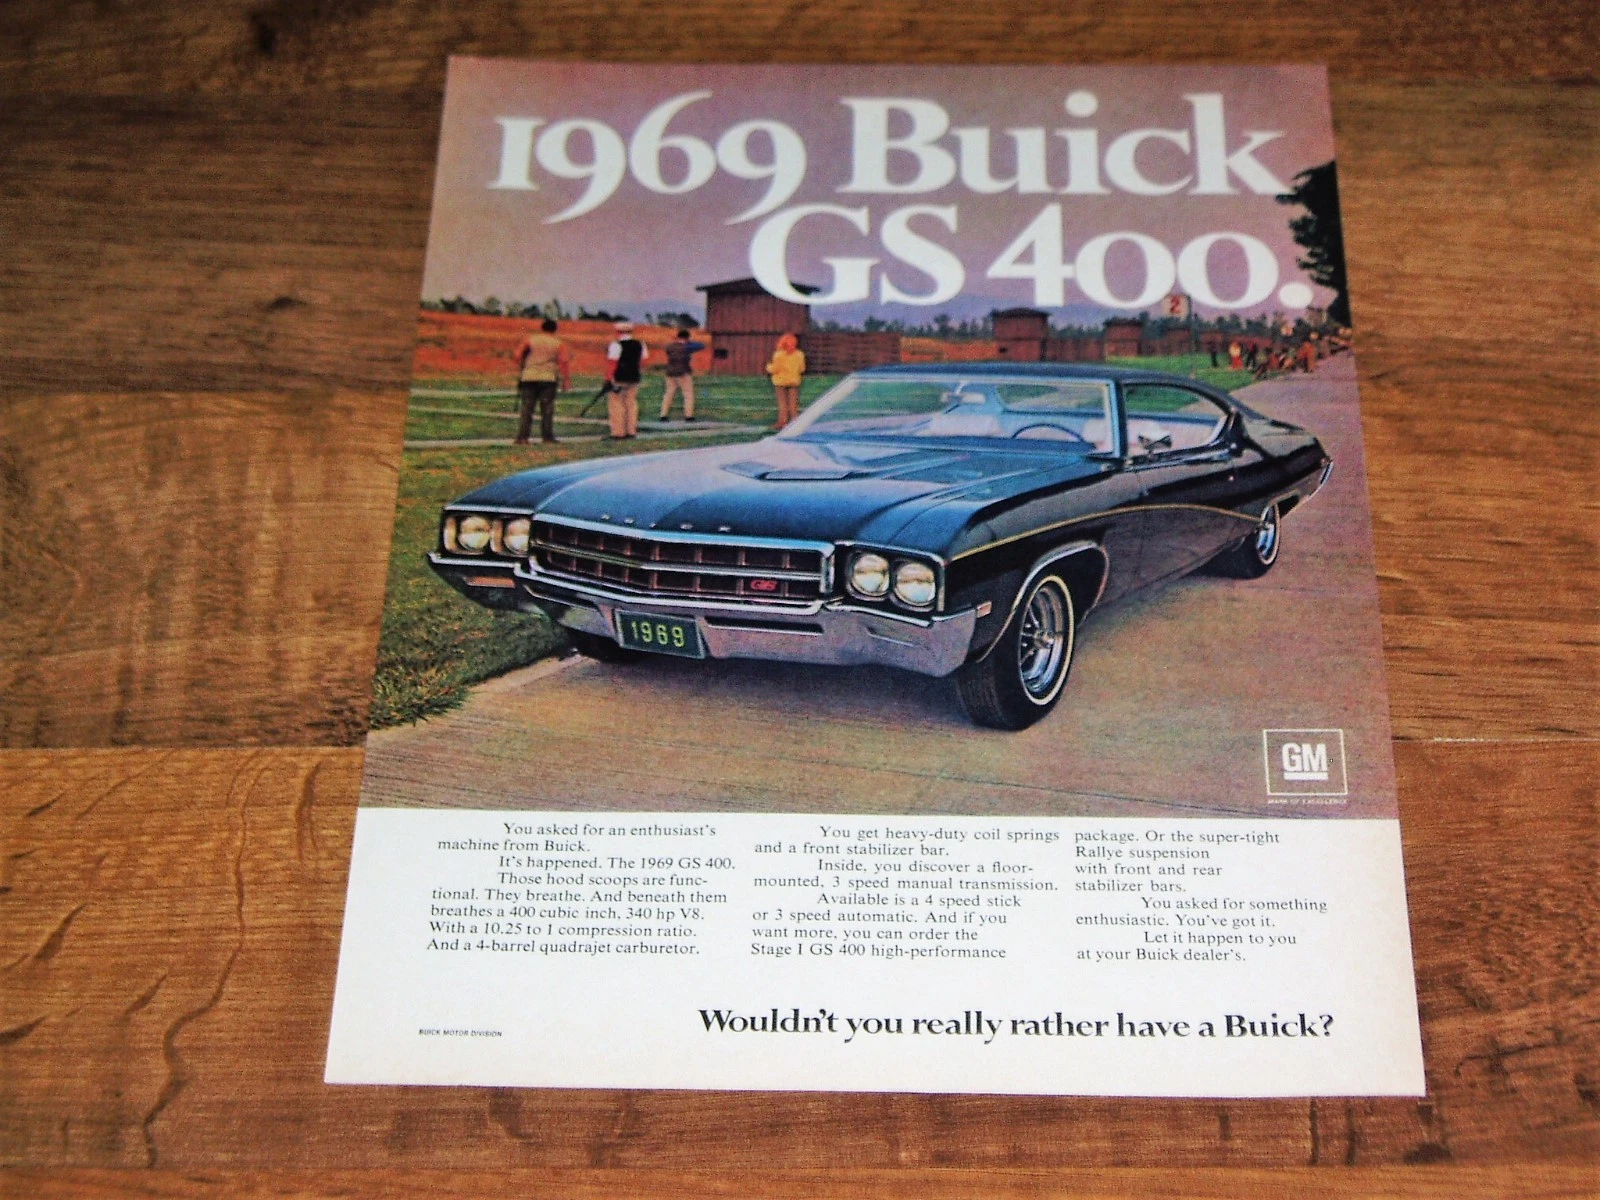 1969 Buick
GS 400.
2
BUICK
GS
1969
GM
MARK OF EXCELLENCE
You asked for an enthusiast's
machine from Buick.
It's happened. The 1969 GS 400.
Those hood scoops are func-
tional. They breathe. And beneath them
breathes a 400 cubic inch, 340 hp V8.
With a 10.25 to 1 compression ratio.
And a 4-barrel quadrajet carburetor.
You get heavy-duty coil springs
and a front stabilizer bar.
Inside, you discover a floor-
mounted, 3 speed manual transmission.
Available is a 4 speed stick
or 3 speed automatic. And if you
want more, you can order the
Stage I GS 400 high-performance
package. Or the super-tight
Rallye suspension
with front and rear
stabilizer bars.
You asked for something
enthusiastic. You've got it.
Let it happen to you
at your Buick dealer's.
BUICK MOTOR DIVISION
Wouldn't you really rather have a Buick?